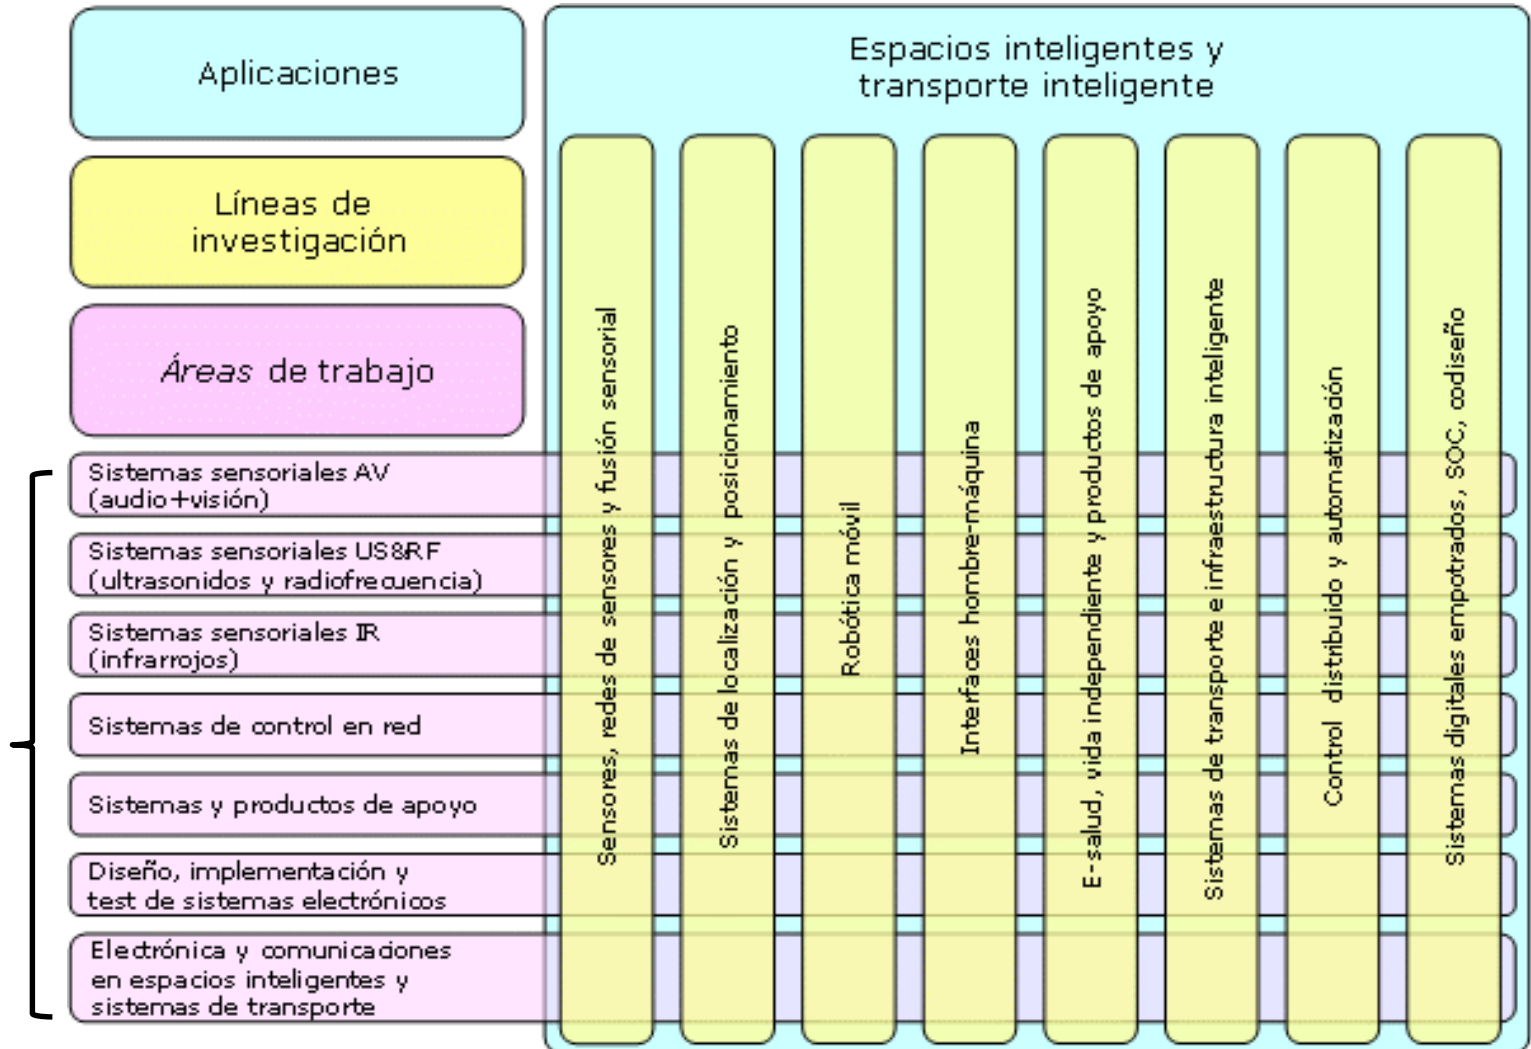 Aplicaciones
Líneas de
investigación
Áreas de trabajo
Espacios inteligentes y
transporte inteligente
Sensores, redes de sensores y fusión sensorial
Sistemas de localización y posicionamiento
Robótica móvil
Interfaces hombre-máquina
E-salud, vida independiente y productos de apoyo
Sistemas de transporte e infraestructura inteligente
Control distribuido y automatización
Sistemas digitales empotrados, SOC, codiseño
Sistemas sensoriales AV
(audio+visión)
Sistemas sensoriales US&RF
(ultrasonidos y radiofrecuencia)
Sistemas sensoriales IR
(infrarrojos)
Sistemas de control en red
Sistemas y productos de apoyo
Diseño, implementación y
test de sistemas electrónicos
Electrónica y comunicaciones
en espacios inteligentes y
sistemas de transporte